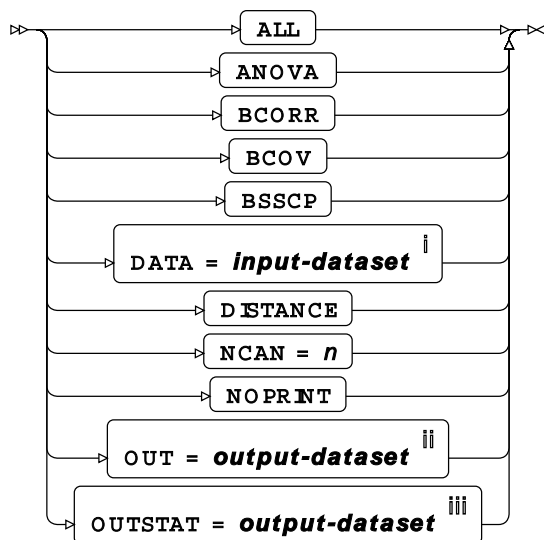 ALL
ANOVA
BCORR
BCOV
BSSCP
DATA = input-dataset i
DISTANCE
NCAN = n
NOPRINT
OUT = output-dataset ii
OUTSTAT = output-dataset iii